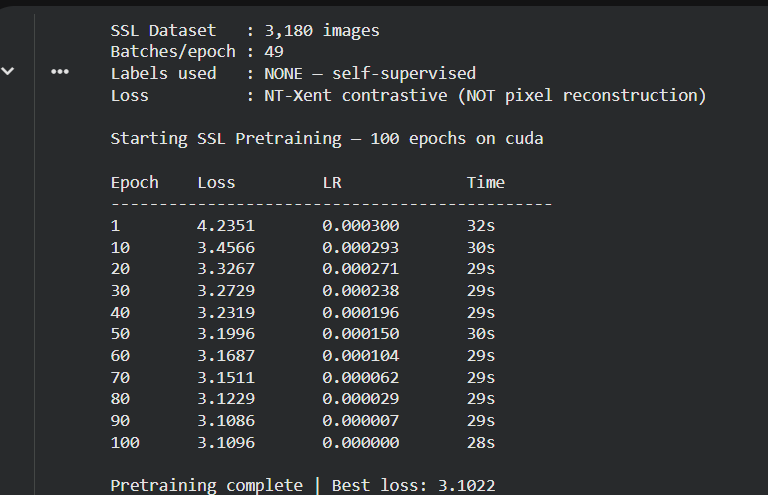 SSL Dataset   : 3,180 images
Batches/epoch : 49
Labels used   : NONE — self-supervised
Loss          : NT-Xent contrastive (NOT pixel reconstruction)
Starting SSL Pretraining — 100 epochs on cuda
Epoch    Loss         LR             Time
----------------------------------------------
1        4.2351       0.000300       32s
10       3.4566       0.000293       30s
20       3.3267       0.000271       29s
30       3.2729       0.000238       29s
40       3.2319       0.000196       29s
50       3.1996       0.000150       30s
60       3.1687       0.000104       29s
70       3.1511       0.000062       29s
80       3.1229       0.000029       29s
90       3.1086       0.000007       29s
100      3.1096       0.000000       28s
Pretraining complete | Best loss: 3.1022